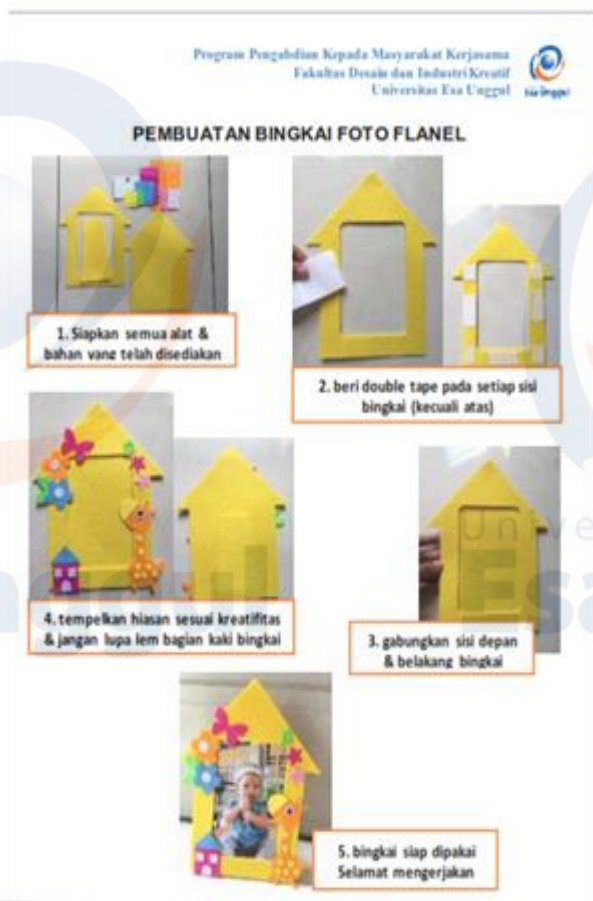 Program Pengabdian Kepada Masyarakat Kerjasama
Fakultas Desain dan Industri Kreatif
Universitas Esa Unggul
Esa Unggul
PEMBUATAN BINGKAI FOTO FLANEL
1. Siapkan semua alat &
bahan yang telah disediakan
2. beri double tape pada setiap sisi
bingkai (kecuali atas)
3. gabungkan sisi depan
& belakang bingkai
4. tempelkan hiasan sesuai kreatifitas
& jangan lupa lem bagian kaki bingkai
5. bingkai siap dipakai
Selamat mengerjakan